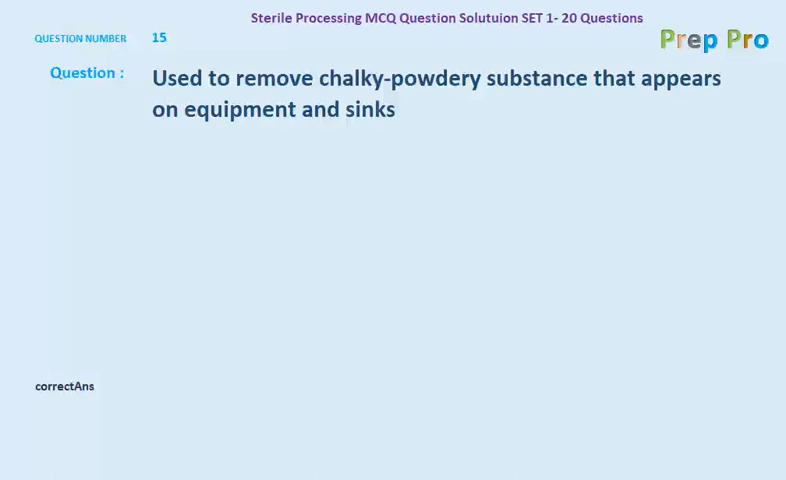 Sterile Processing MCQ Question Solutuion SET 1- 20 Questions
QUESTION NUMBER 15
Prep Pro
Question : Used to remove chalky-powdery substance that appears
on equipment and sinks
correctAns